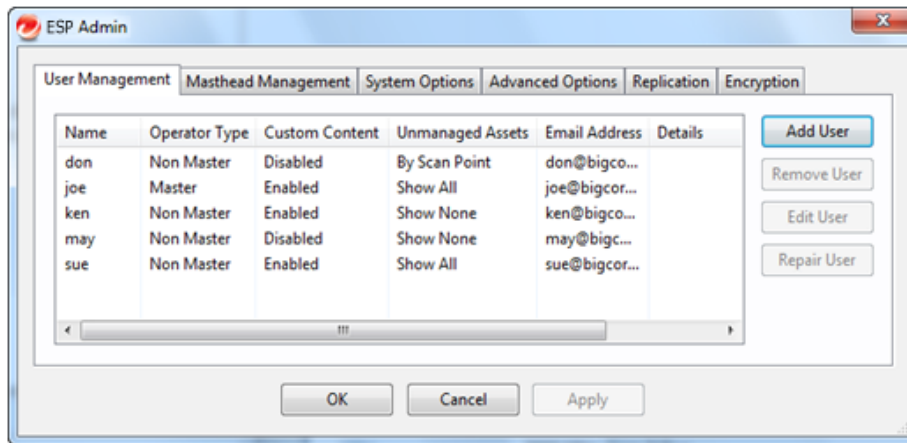 ESP Admin
User Management Masthead Management System Options Advanced Options Replication Encryption
Name Operator Type Custom Content Unmanaged Assets Email Address Details
don Non Master Disabled By Scan Point don@bigco...
joe Master Enabled Show All joe@bigcor...
ken Non Master Enabled Show None ken@bigco...
may Non Master Disabled Show None may@bigc...
sue Non Master Enabled Show All sue@bigcor...
Add User
Remove User
Edit User
Repair User
OK Cancel Apply